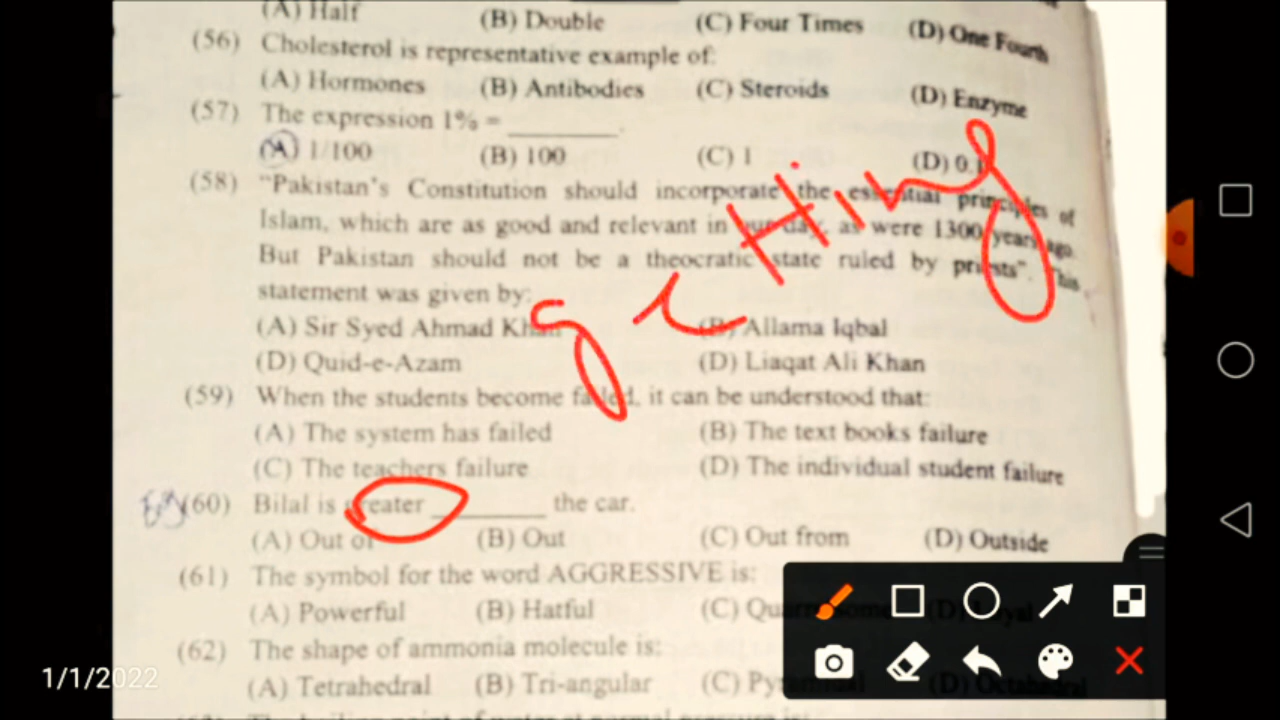 (A) Half (B) Double (C) Four Times (D) One Fourth
(56) Cholesterol is representative example of:
(A) Hormones (B) Antibodies (C) Steroids (D) Enzyme
(57) The expression 1% = ________.
(A) 1/100 (B) 100 (C) 1 (D) 0.1
(58) "Pakistan's Constitution should incorporate the essential principles of
Islam, which are as good and relevant in our day, as were 1300 years ago.
But Pakistan should not be a theocratic state ruled by priests". This
statement was given by:
(A) Sir Syed Ahmad Khan (B) Allama Iqbal
(D) Quid-e-Azam (D) Liaqat Ali Khan
(59) When the students become failed, it can be understood that:
(A) The system has failed (B) The text books failure
(C) The teachers failure (D) The individual student failure
(60) Bilal is greater ________ the car.
(A) Out of (B) Out (C) Out from (D) Outside
(61) The symbol for the word AGGRESSIVE is:
(A) Powerful (B) Hatful (C) (D)
(62) The shape of ammonia molecule is:
(A) Tetrahedral (B) Tri-angular (C) Pyramidal (D) Octahedral
1/1/2022